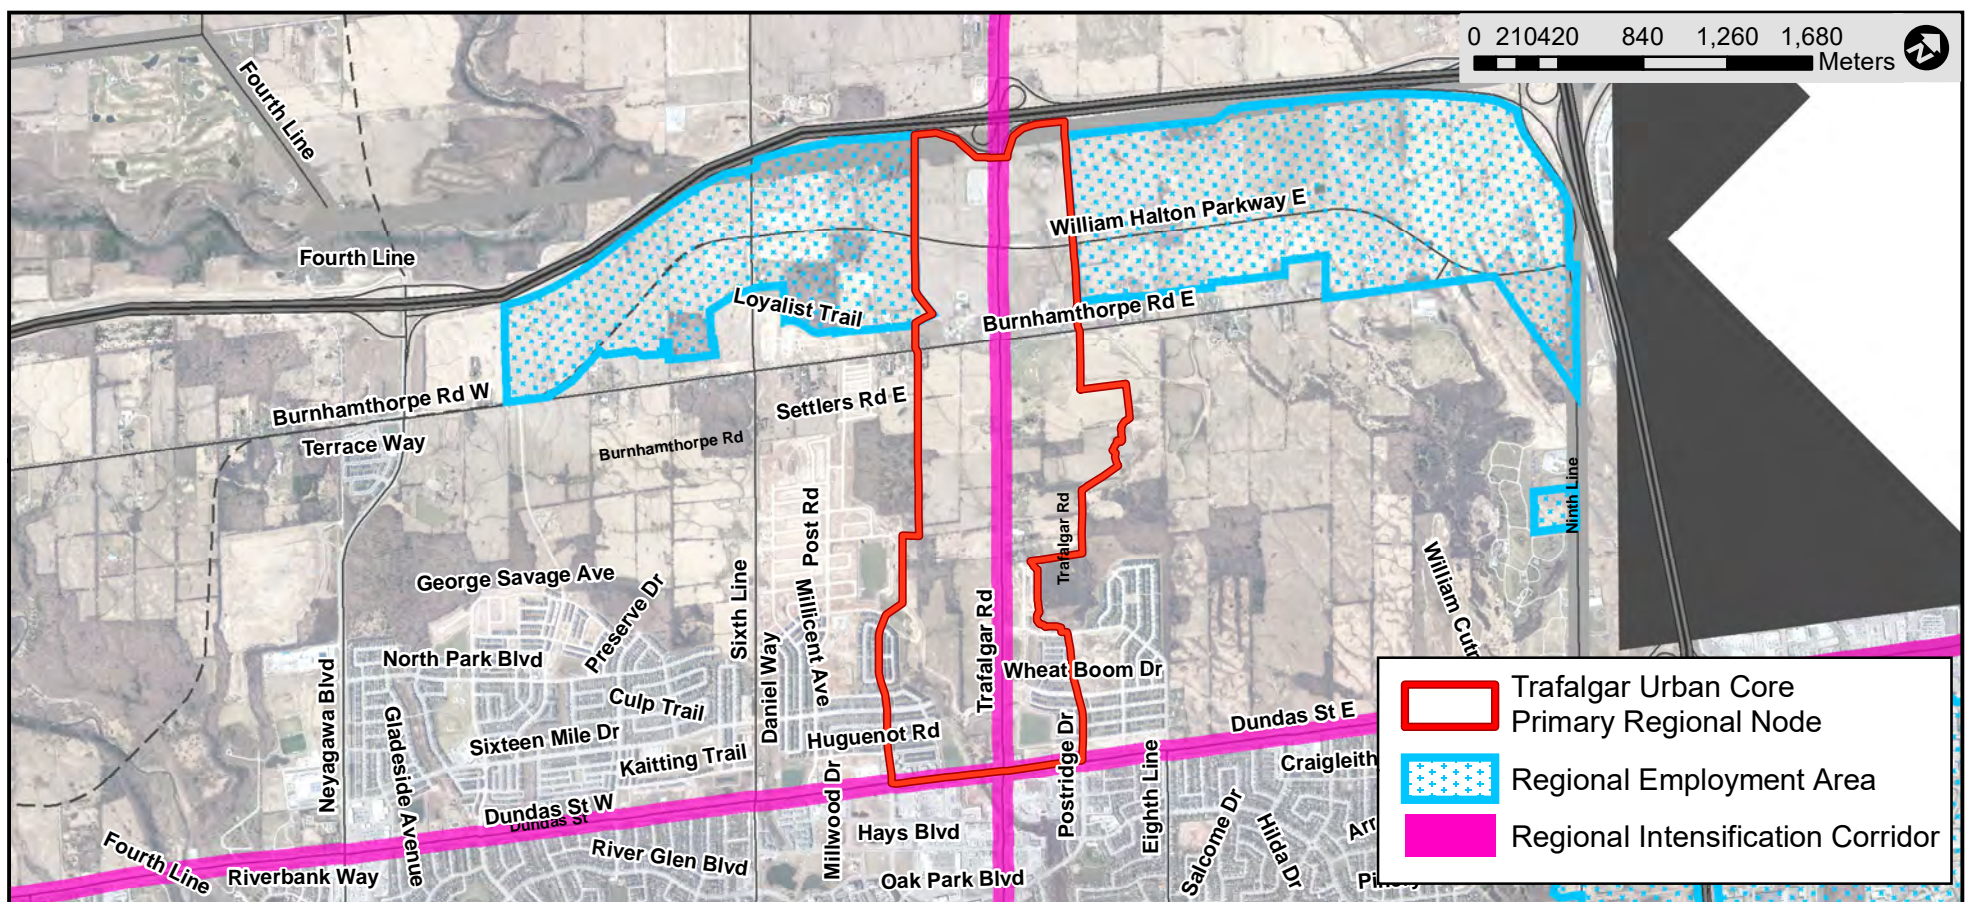 0 210420 840 1,260 1,680
Meters
Fourth Line
Fourth Line
William Halton Parkway E
Loyalist Trail
Burnhamthorpe Rd E
Burnhamthorpe Rd W
Settlers Rd E
Terrace Way
Burnhamthorpe Rd
Ninth Line
Post Rd
Trafalgar Rd
George Savage Ave
Preserve Dr
Sixth Line
Millicent Ave
Trafalgar Rd
William Cutm
North Park Blvd
Wheat Boom Dr
Neyagawa Blvd
Culp Trail
Daniel Way
Gladeside Avenue
Sixteen Mile Dr
Kaitting Trail
Huguenot Rd
Postridge Dr
Dundas St E
Craigleith
Dundas St W
Dundas St
Millwood Dr
Hays Blvd
Eighth Line
Salcome Dr
Hilda Dr
Arr
Fourth Line
Riverbank Way
River Glen Blvd
Oak Park Blvd
Trafalgar Urban Core
Primary Regional Node
Regional Employment Area
Regional Intensification Corridor